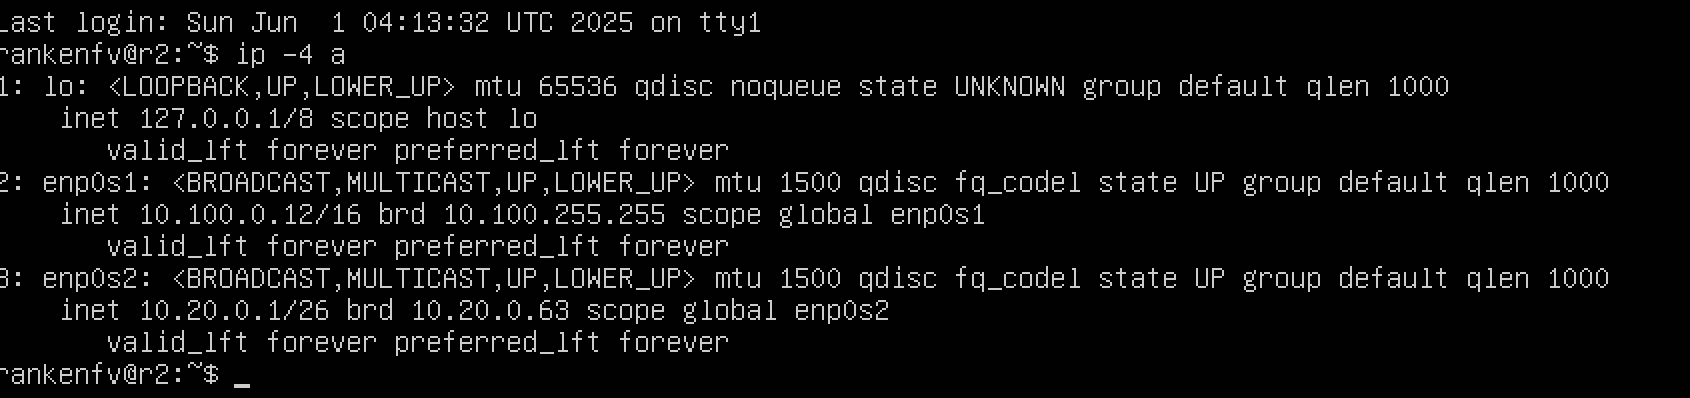 Last login: Sun Jun  1 04:13:32 UTC 2025 on tty1
rankenfv@r2:~$ ip -4 a
1: lo: <LOOPBACK,UP,LOWER_UP> mtu 65536 qdisc noqueue state UNKNOWN group default qlen 1000
    inet 127.0.0.1/8 scope host lo
       valid_lft forever preferred_lft forever
2: enp0s1: <BROADCAST,MULTICAST,UP,LOWER_UP> mtu 1500 qdisc fq_codel state UP group default qlen 1000
    inet 10.100.0.12/16 brd 10.100.255.255 scope global enp0s1
       valid_lft forever preferred_lft forever
3: enp0s2: <BROADCAST,MULTICAST,UP,LOWER_UP> mtu 1500 qdisc fq_codel state UP group default qlen 1000
    inet 10.20.0.1/26 brd 10.20.0.63 scope global enp0s2
       valid_lft forever preferred_lft forever
rankenfv@r2:~$ _